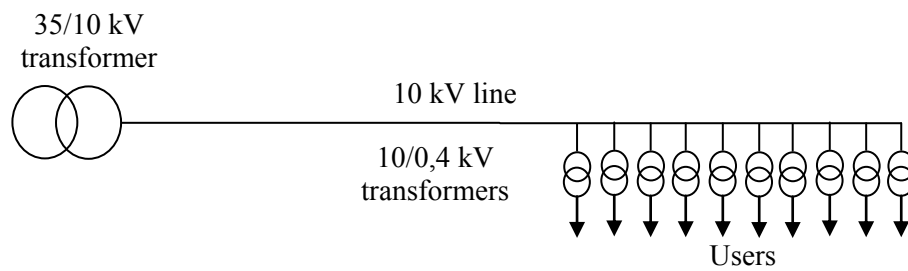 35/10 kV
transformer
10 kV line
10/0,4 kV
transformers
Users